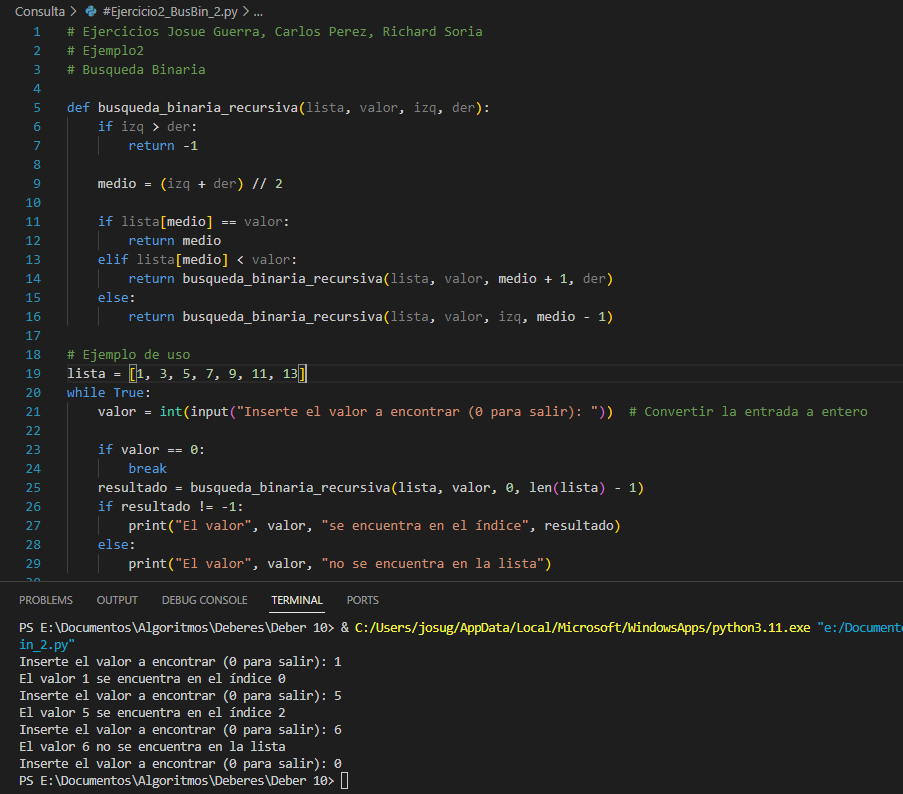 Consulta > #Ejercicio2_BusBin_2.py > ...
1 # Ejercicios Josue Guerra, Carlos Perez, Richard Soria
2 # Ejemplo2
3 # Busqueda Binaria
4
5 def busqueda_binaria_recursiva(lista, valor, izq, der):
6     if izq > der:
7         return -1
8
9     medio = (izq + der) // 2
10
11     if lista[medio] == valor:
12         return medio
13     elif lista[medio] < valor:
14         return busqueda_binaria_recursiva(lista, valor, medio + 1, der)
15     else:
16         return busqueda_binaria_recursiva(lista, valor, izq, medio - 1)
17
18 # Ejemplo de uso
19 lista = [1, 3, 5, 7, 9, 11, 13]
20 while True:
21     valor = int(input("Inserte el valor a encontrar (0 para salir): "))  # Convertir la entrada a entero
22
23     if valor == 0:
24         break
25     resultado = busqueda_binaria_recursiva(lista, valor, 0, len(lista) - 1)
26     if resultado != -1:
27         print("El valor", valor, "se encuentra en el índice", resultado)
28     else:
29         print("El valor", valor, "no se encuentra en la lista")
30
PROBLEMS OUTPUT DEBUG CONSOLE TERMINAL PORTS
PS E:\Documentos\Algoritmos\Deberes\Deber 10> & C:/Users/josug/AppData/Local/Microsoft/WindowsApps/python3.11.exe "e:/Documento
in_2.py"
Inserte el valor a encontrar (0 para salir): 1
El valor 1 se encuentra en el índice 0
Inserte el valor a encontrar (0 para salir): 5
El valor 5 se encuentra en el índice 2
Inserte el valor a encontrar (0 para salir): 6
El valor 6 no se encuentra en la lista
Inserte el valor a encontrar (0 para salir): 0
PS E:\Documentos\Algoritmos\Deberes\Deber 10>